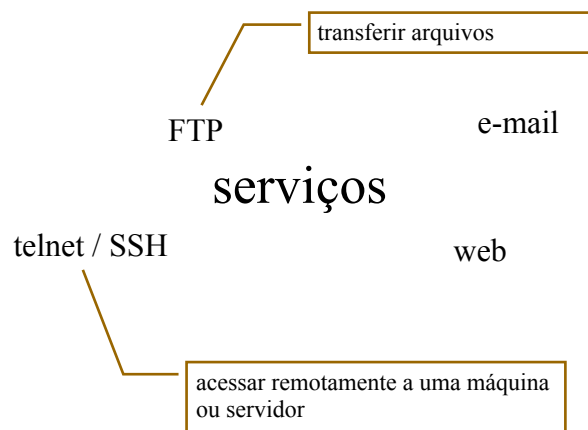 transferir arquivos
FTP
e-mail
serviços
telnet / SSH
web
acessar remotamente a uma máquina
ou servidor